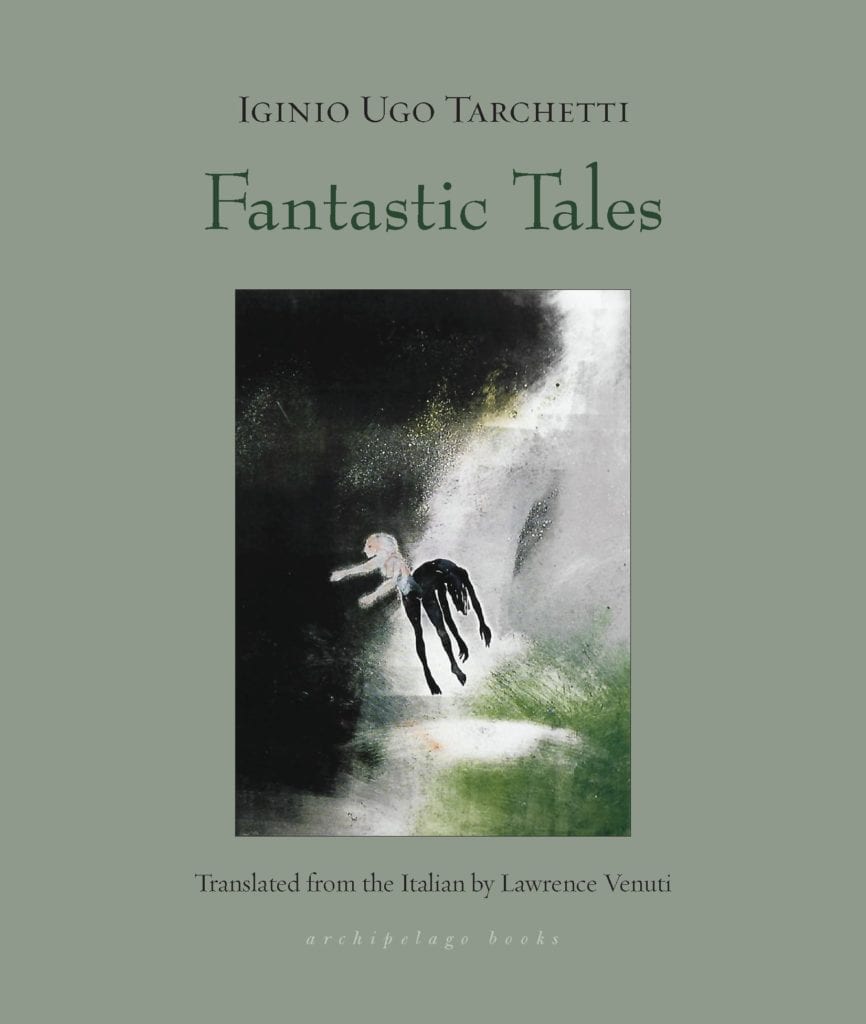 Iginio Ugo Tarchetti
Fantastic Tales
Translated from the Italian by Lawrence Venuti
archipelago books